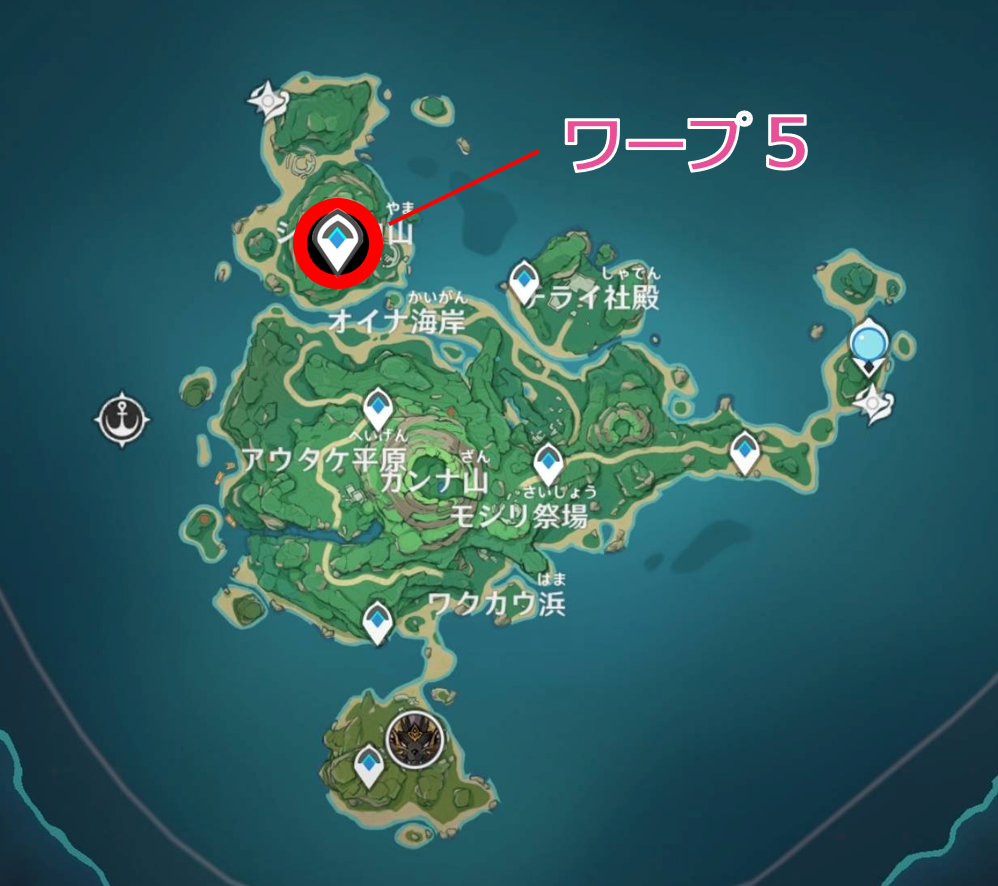 ワープ5
やま
山
しゃでん
ライ社殿
かいがん
オイナ海岸
へいげん
アウタケ平原
ざん
カンナ山
さいじょう
モシリ祭場
はま
ワクカウ浜